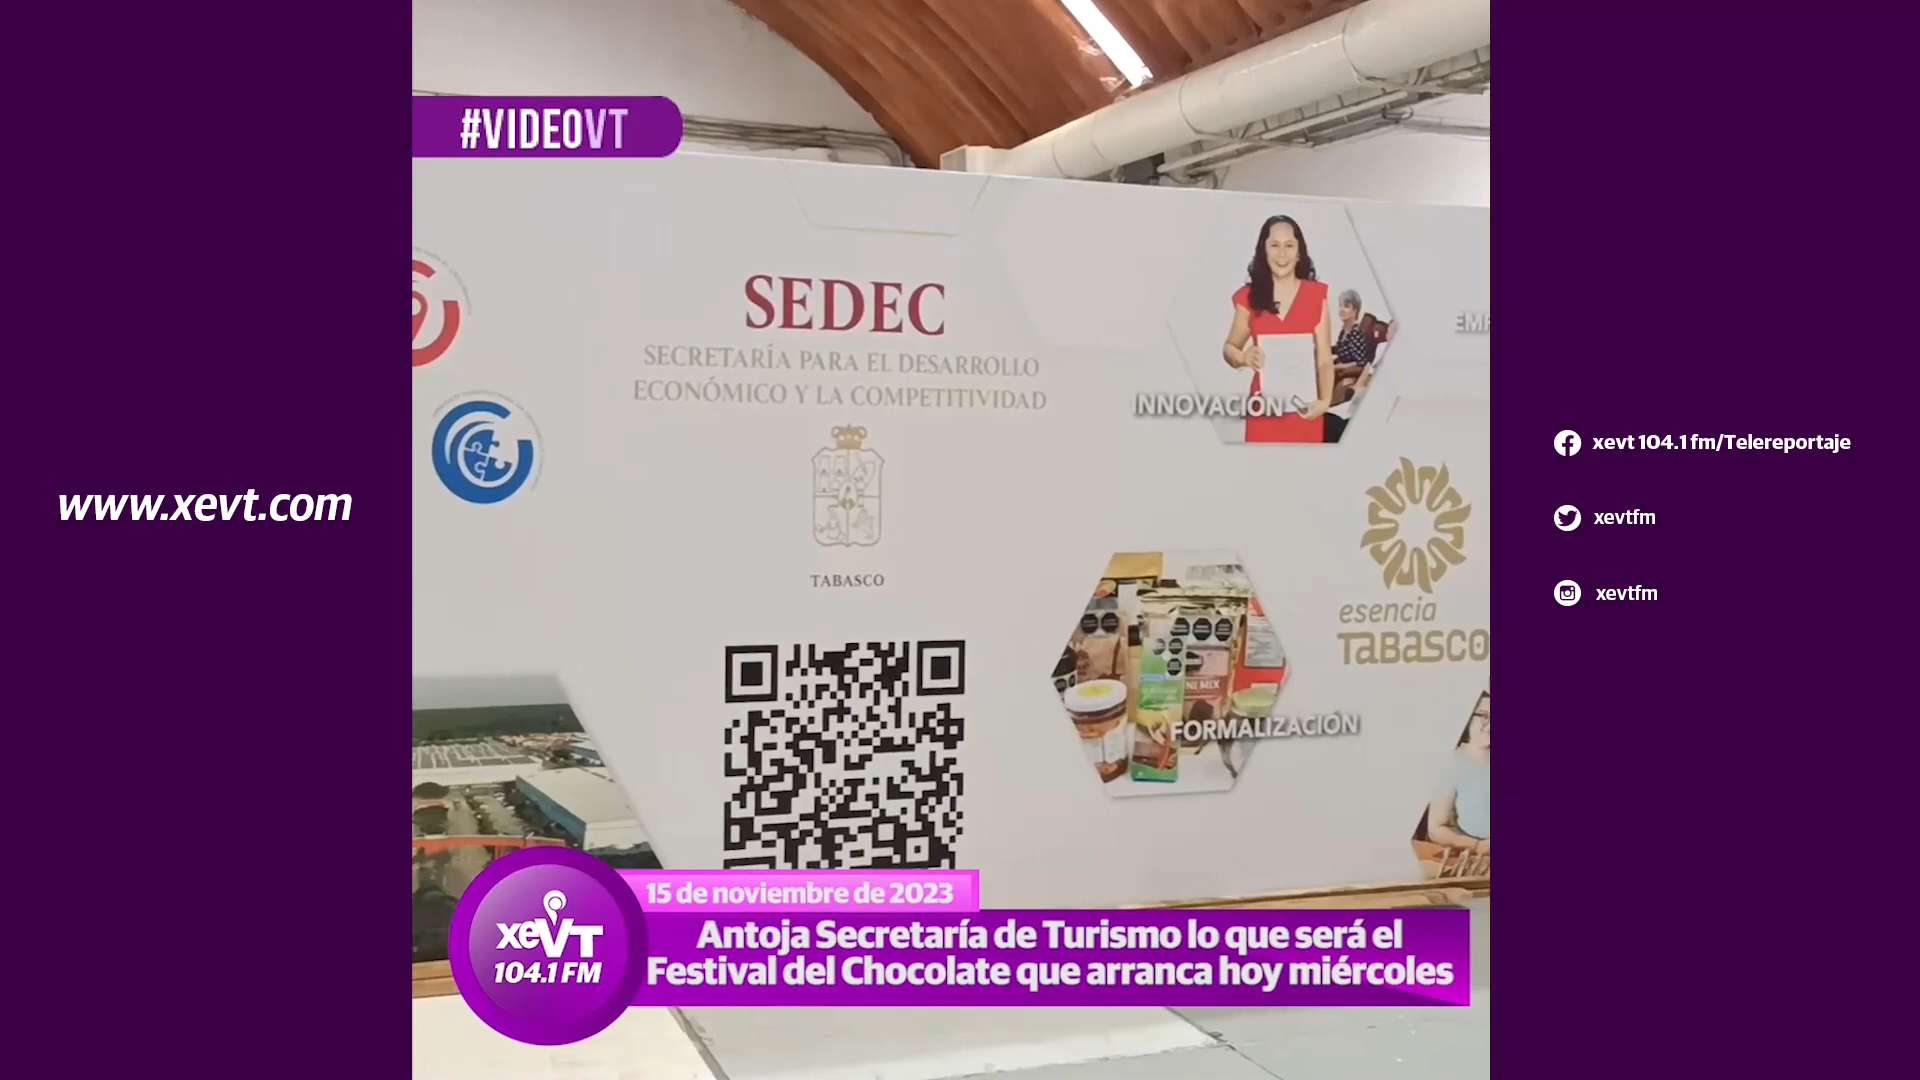 #VIDEOVT
SEDEC
SECRETARÍA PARA EL DESARROLLO
ECONÓMICO Y LA COMPETITIVIDAD
TABASCO
INNOVACIÓN
esencia
TABASCO
NI MIX
FORMALIZACIÓN
www.xevt.com
xevt 104.1 fm/Telereportaje
xevtfm
xevtfm
15 de noviembre de 2023
xeVT
104.1 FM
Antoja Secretaría de Turismo lo que será el
Festival del Chocolate que arranca hoy miércoles